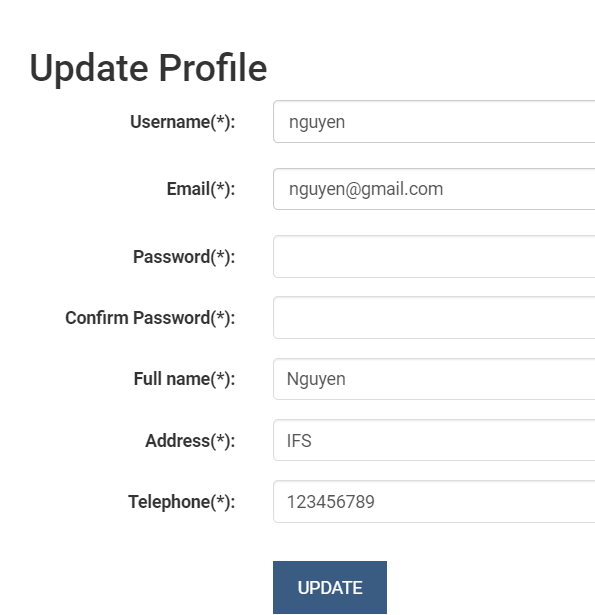 Update Profile
Username(*): nguyen
Email(*): nguyen@gmail.com
Password(*):
Confirm Password(*):
Full name(*): Nguyen
Address(*): IFS
Telephone(*): 123456789
UPDATE